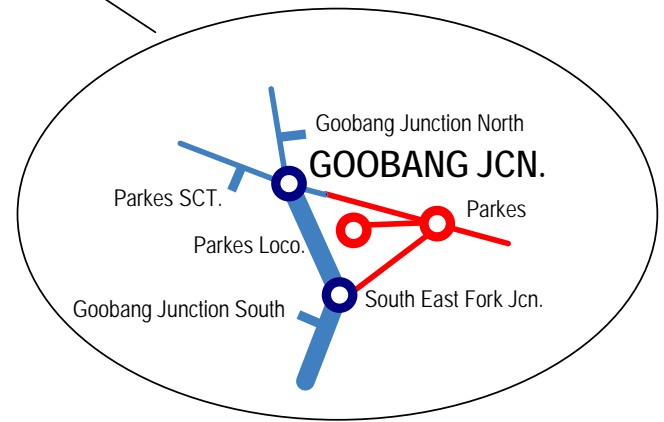 Goobang Junction North
GOOBANG JCN.
Parkes SCT.
Parkes
Parkes Loco.
South East Fork Jcn.
Goobang Junction South